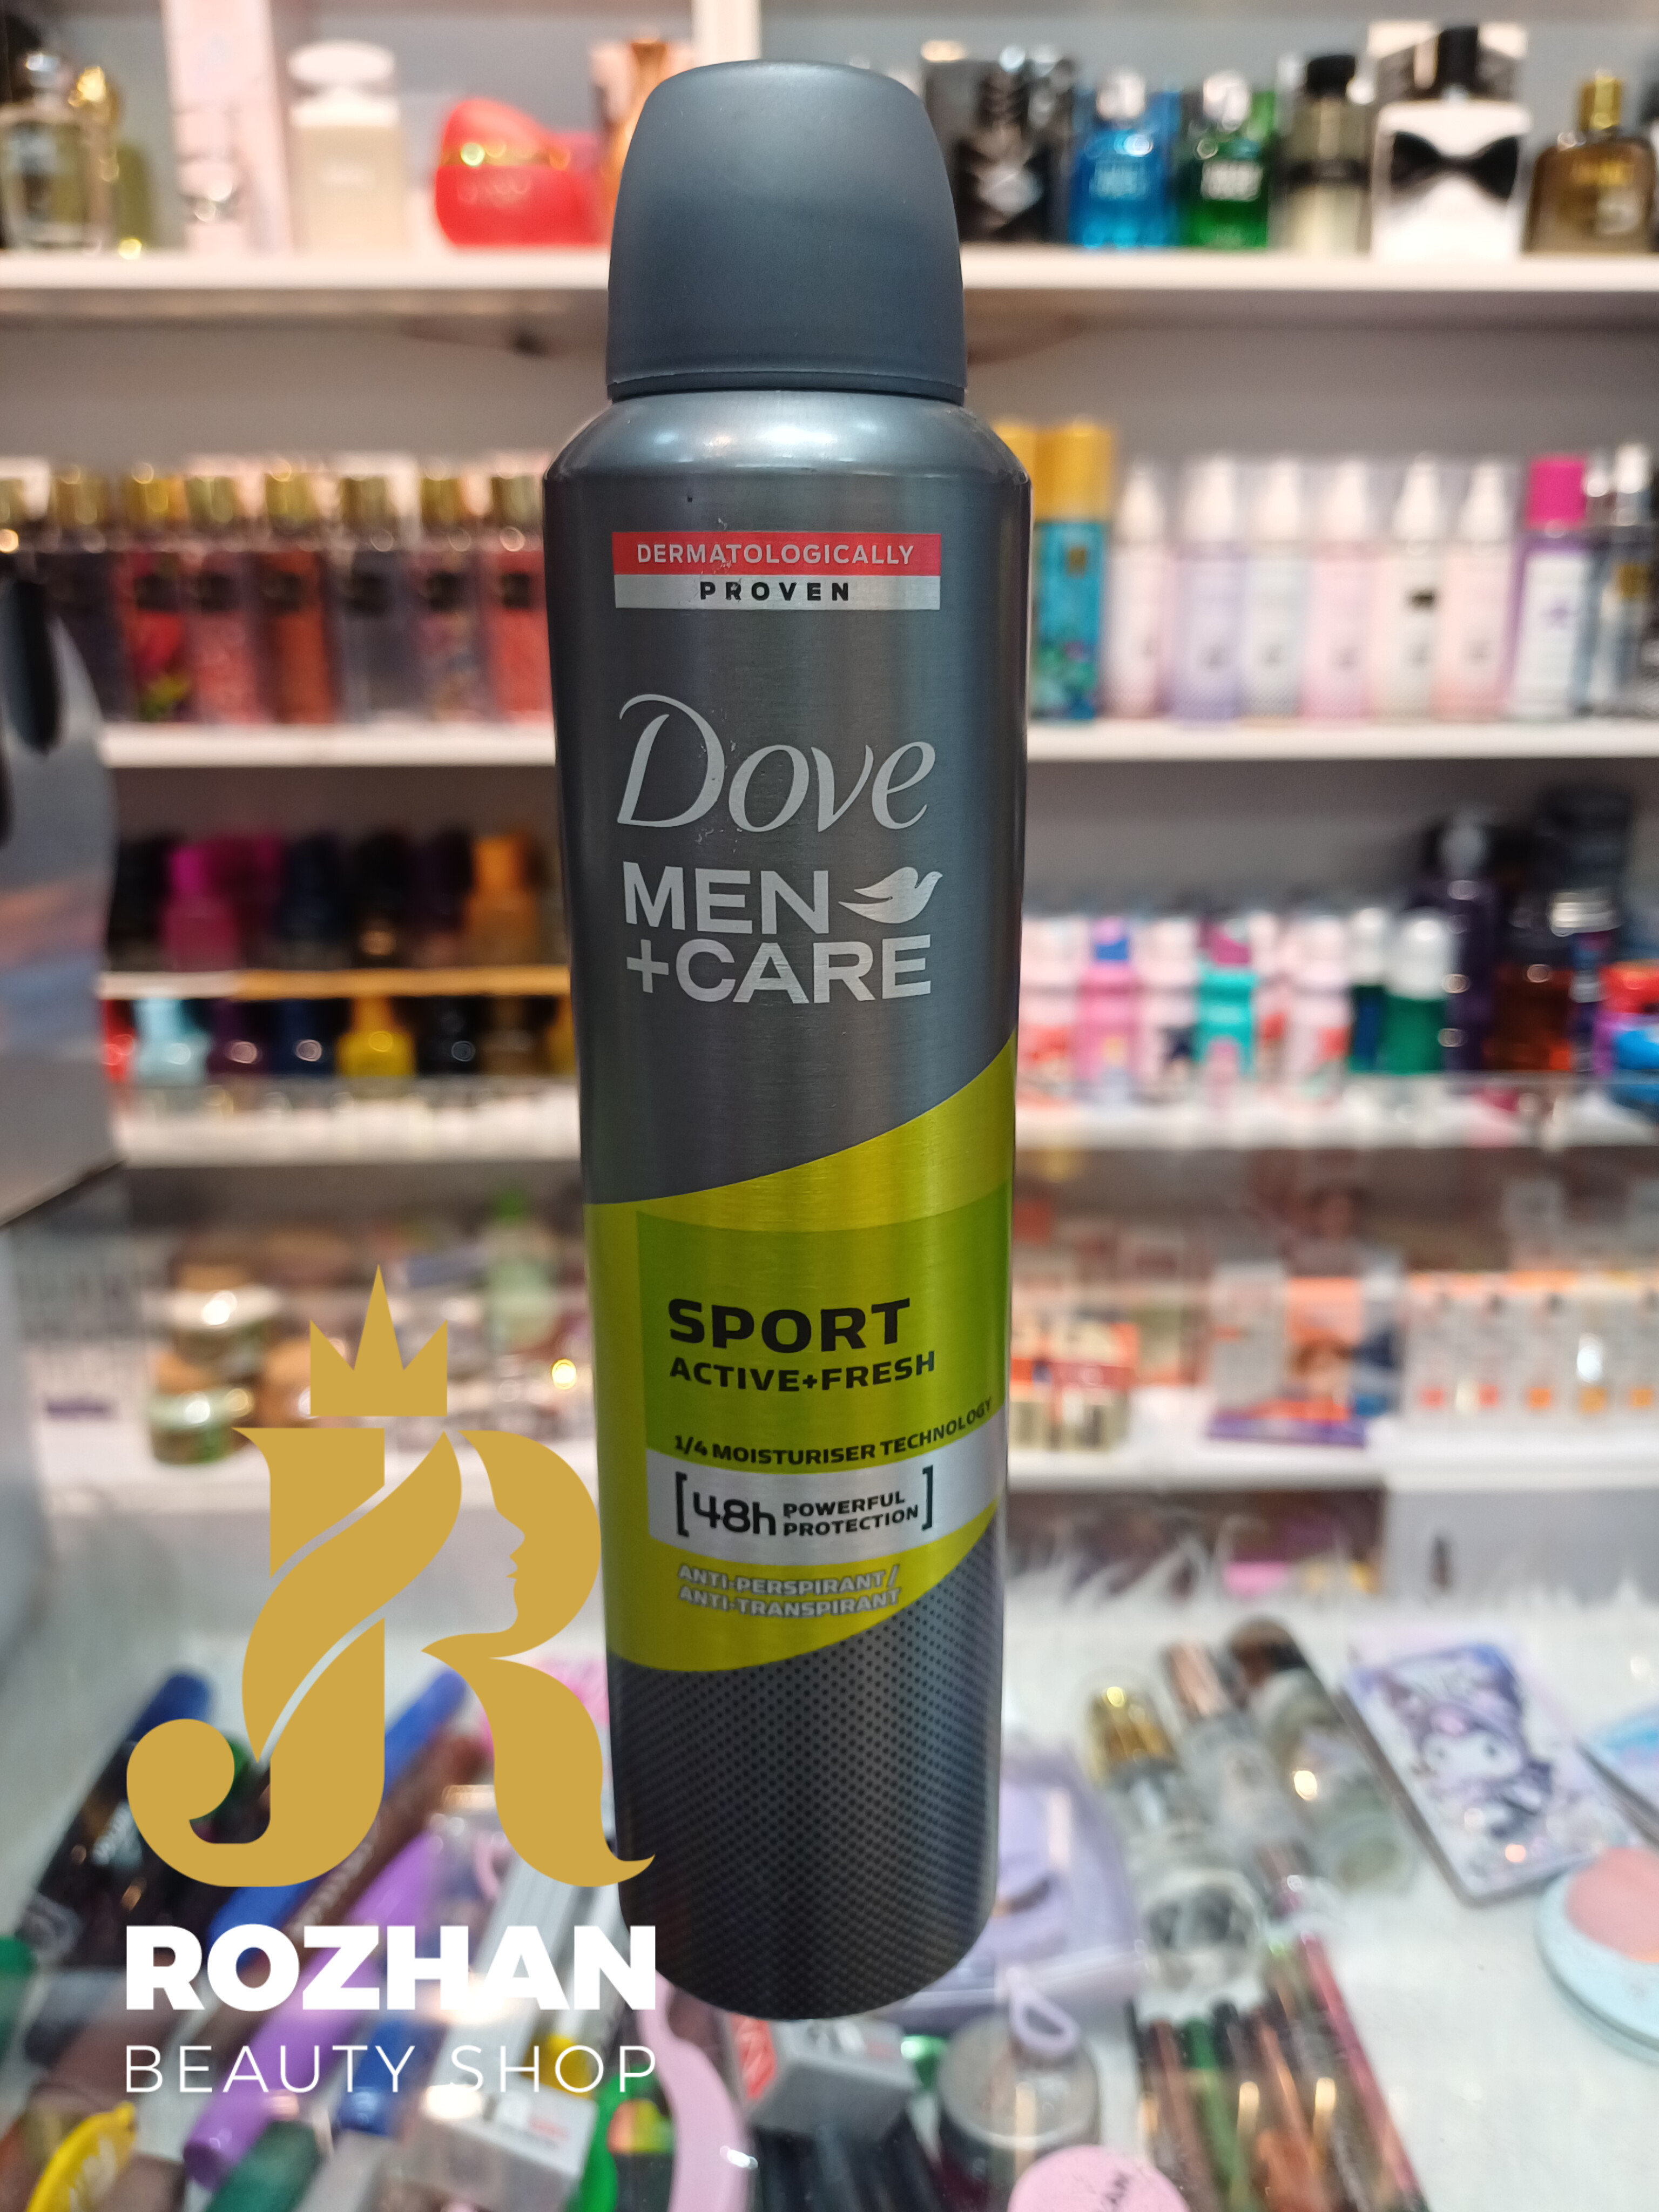 DERMATOLOGICALLY
PROVEN
Dove
MEN
+CARE
SPORT
ACTIVE+FRESH
1/4 MOISTURISER TECHNOLOGY
[48h POWERFUL
PROTECTION]
ANTI-PERSPIRANT/
ANTI-TRANSPIRANT
JR
ROZHAN
BEAUTY SHOP